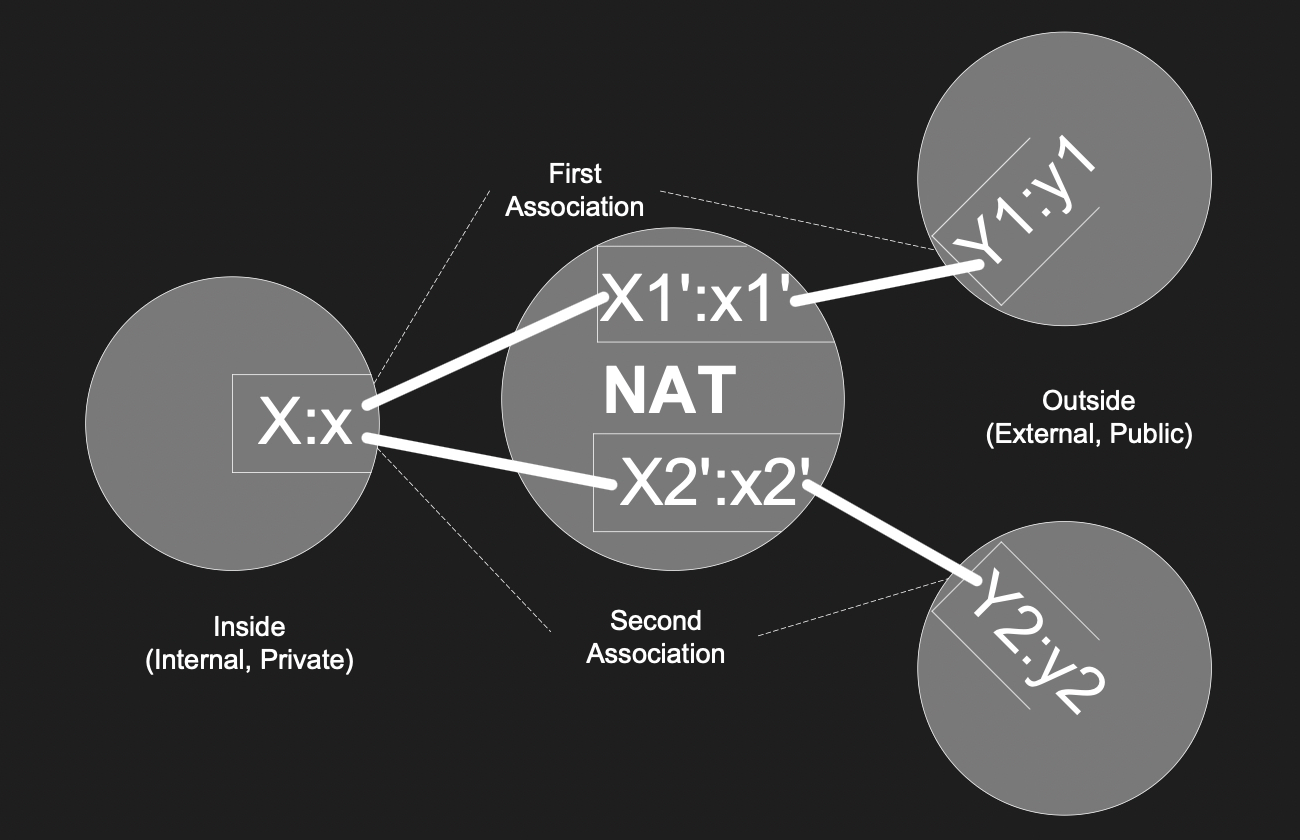 First
Association
Y1:y1
X1':x1'
NAT
X:x
X2':x2'
Outside
(External, Public)
Inside
(Internal, Private)
Second
Association
Y2:y2